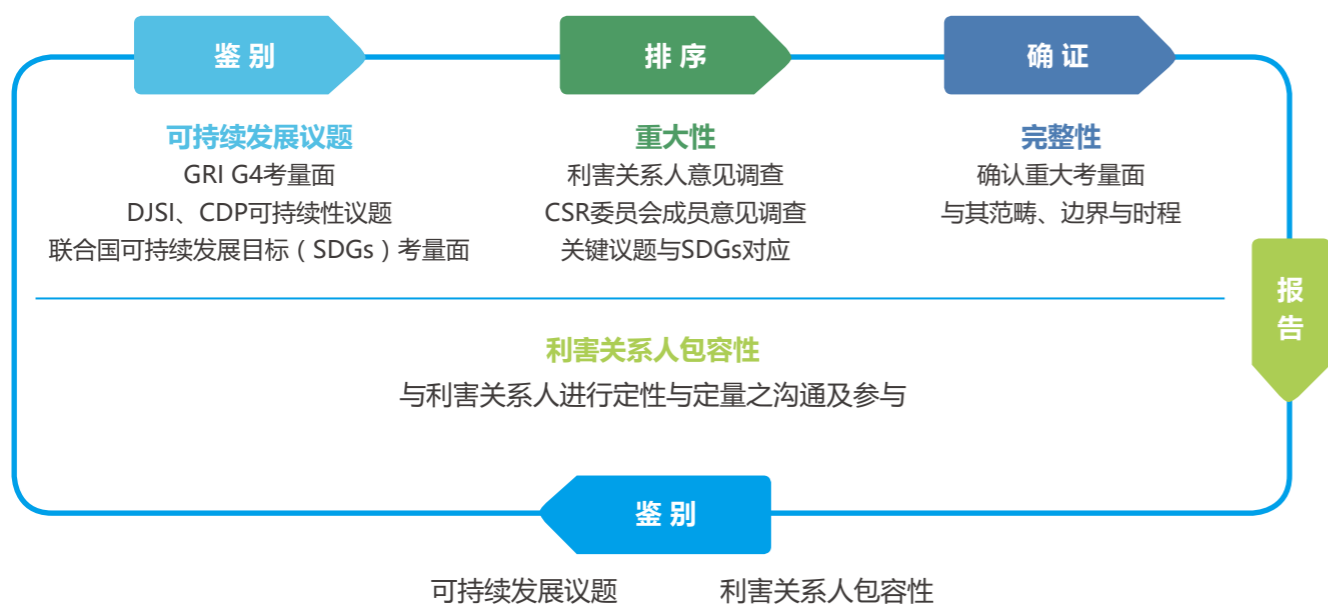 鉴别
排序
确证
可持续发展议题
GRI G4考量面
DJSI、CDP可持续性议题
联合国可持续发展目标（SDGs）考量面
重大性
利害关系人意见调查
CSR委员会成员意见调查
关键议题与SDGs对应
完整性
确认重大考量面
与其范畴、边界与时程
报
告
利害关系人包容性
与利害关系人进行定性与定量之沟通及参与
鉴别
可持续发展议题 利害关系人包容性